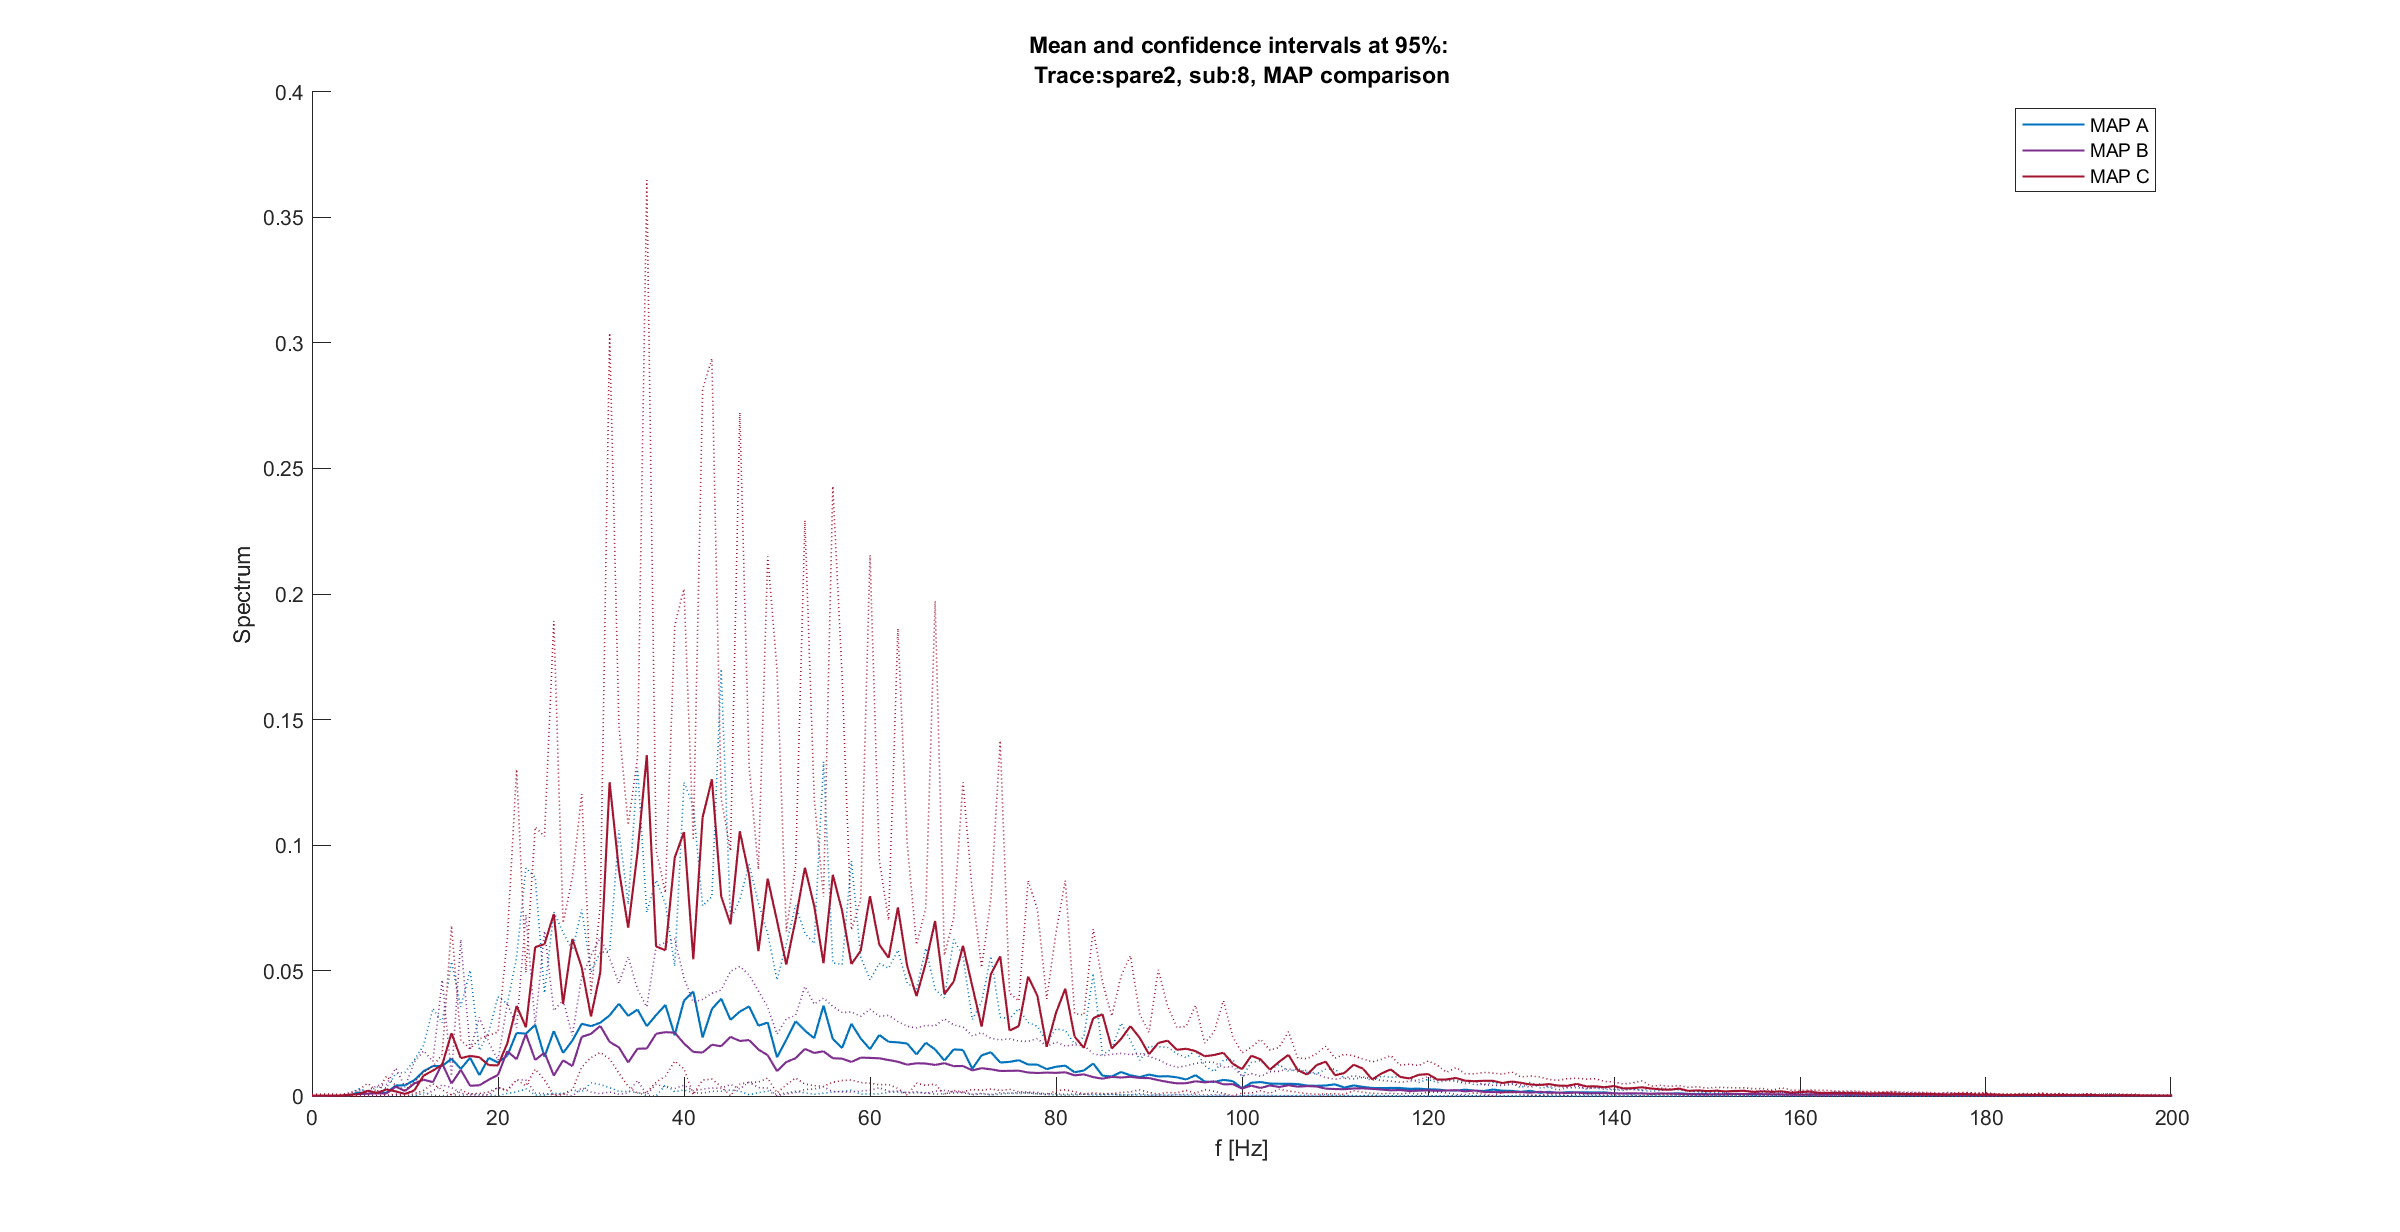 Mean and confidence intervals at 95%:
Trace:spare2, sub:8, MAP comparison
0.4
0.35
0.3
0.25
0.2
0.15
0.1
0.05
0
Spectrum
MAP A
MAP B
MAP C
0 20 40 60 80 100 120 140 160 180 200
f [Hz]